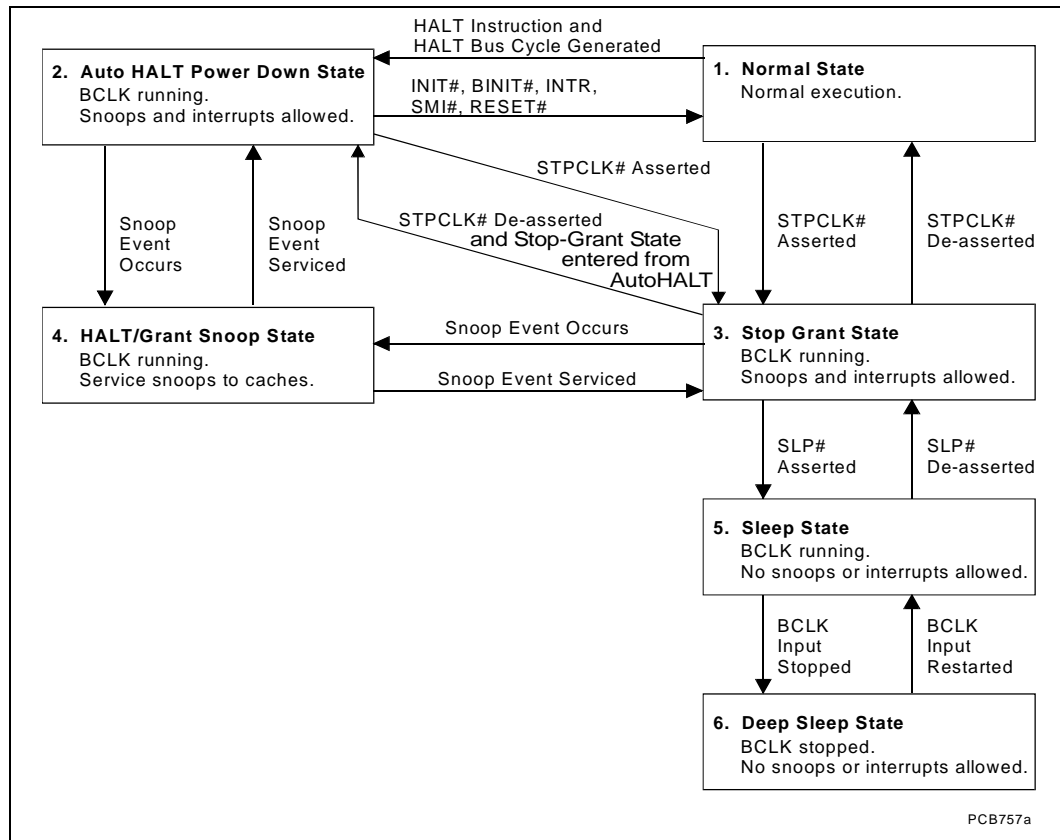 HALT Instruction and
HALT Bus Cycle Generated
2. Auto HALT Power Down State
BCLK running.
Snoops and interrupts allowed.
INIT#, BINIT#, INTR,
SMI#, RESET#
1. Normal State
Normal execution.
STPCLK# Asserted
STPCLK# De-asserted
and Stop-Grant State
entered from
AutoHALT
Snoop
Event
Occurs
Snoop
Event
Serviced
STPCLK#
Asserted
STPCLK#
De-asserted
4. HALT/Grant Snoop State
BCLK running.
Service snoops to caches.
Snoop Event Occurs
Snoop Event Serviced
3. Stop Grant State
BCLK running.
Snoops and interrupts allowed.
SLP#
Asserted
SLP#
De-asserted
5. Sleep State
BCLK running.
No snoops or interrupts allowed.
BCLK
Input
Stopped
BCLK
Input
Restarted
6. Deep Sleep State
BCLK stopped.
No snoops or interrupts allowed.
PCB757a